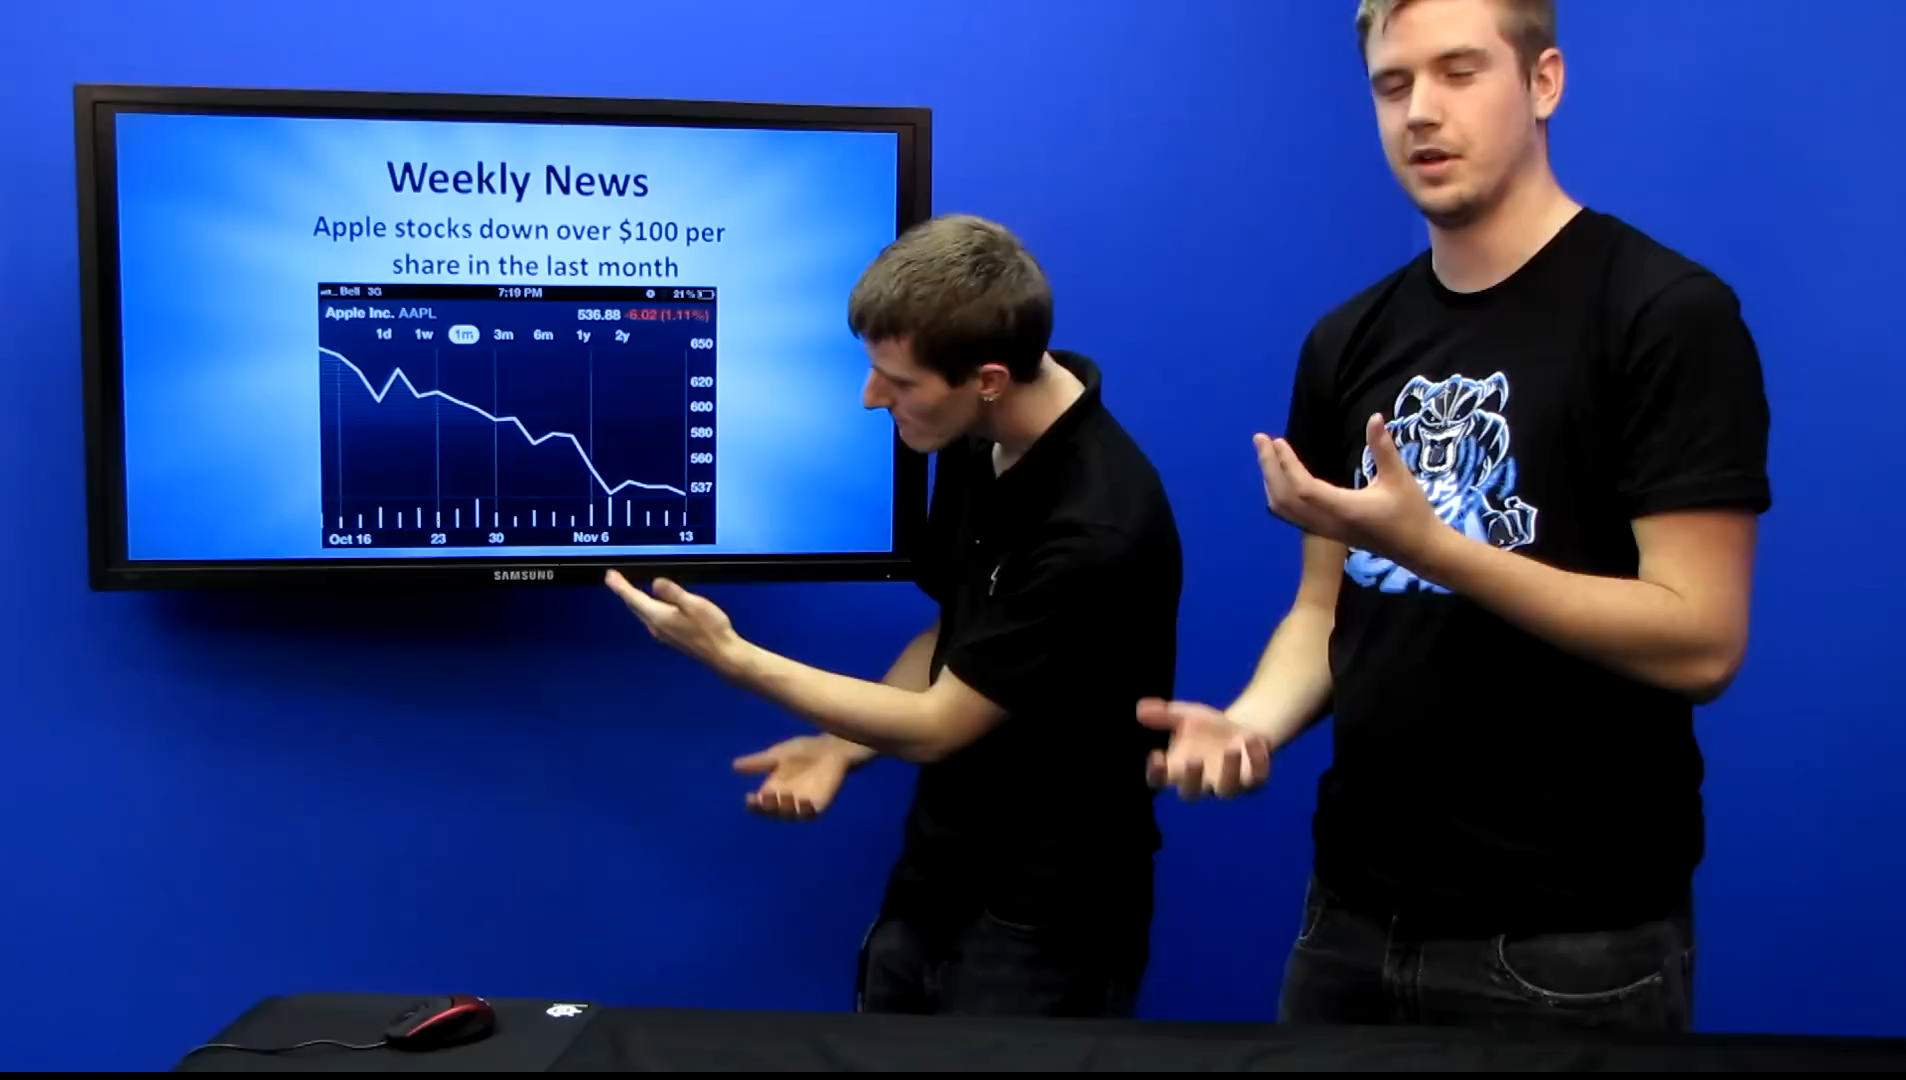 Weekly News
Apple stocks down over $100 per
share in the last month
Bell 3G 7:19 PM 21%
Apple Inc. AAPL 536.88 -6.02 (1.11%)
1d 1w 1m 3m 6m 1y 2y
650
620
600
580
560
537
Oct 16 23 30 Nov 6 13
SAMSUNG